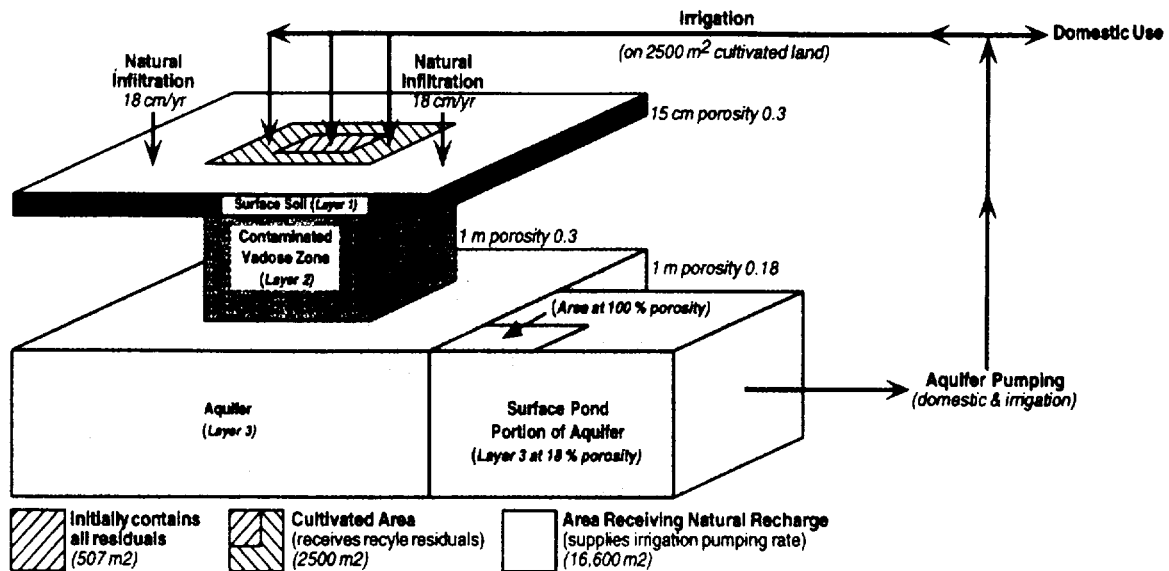 Irrigation
(on 2500 m2 cultivated land)
Domestic Use
Natural
Infiltration
18 cm/yr
Natural
Infiltration
18 cm/yr
15 cm porosity 0.3
Surface Soil (Layer 1)
Contaminated
Vadose Zone
(Layer 2)
1 m porosity 0.3
1 m porosity 0.18
(Area at 100 % porosity)
Aquifer
(Layer 3)
Surface Pond
Portion of Aquifer
(Layer 3 at 18 % porosity)
Aquifer Pumping
(domestic & irrigation)
Initially contains
all residuals
(507 m2)
Cultivated Area
(receives recyle residuals)
(2500 m2)
Area Receiving Natural Recharge
(supplies irrigation pumping rate)
(16,600 m2)